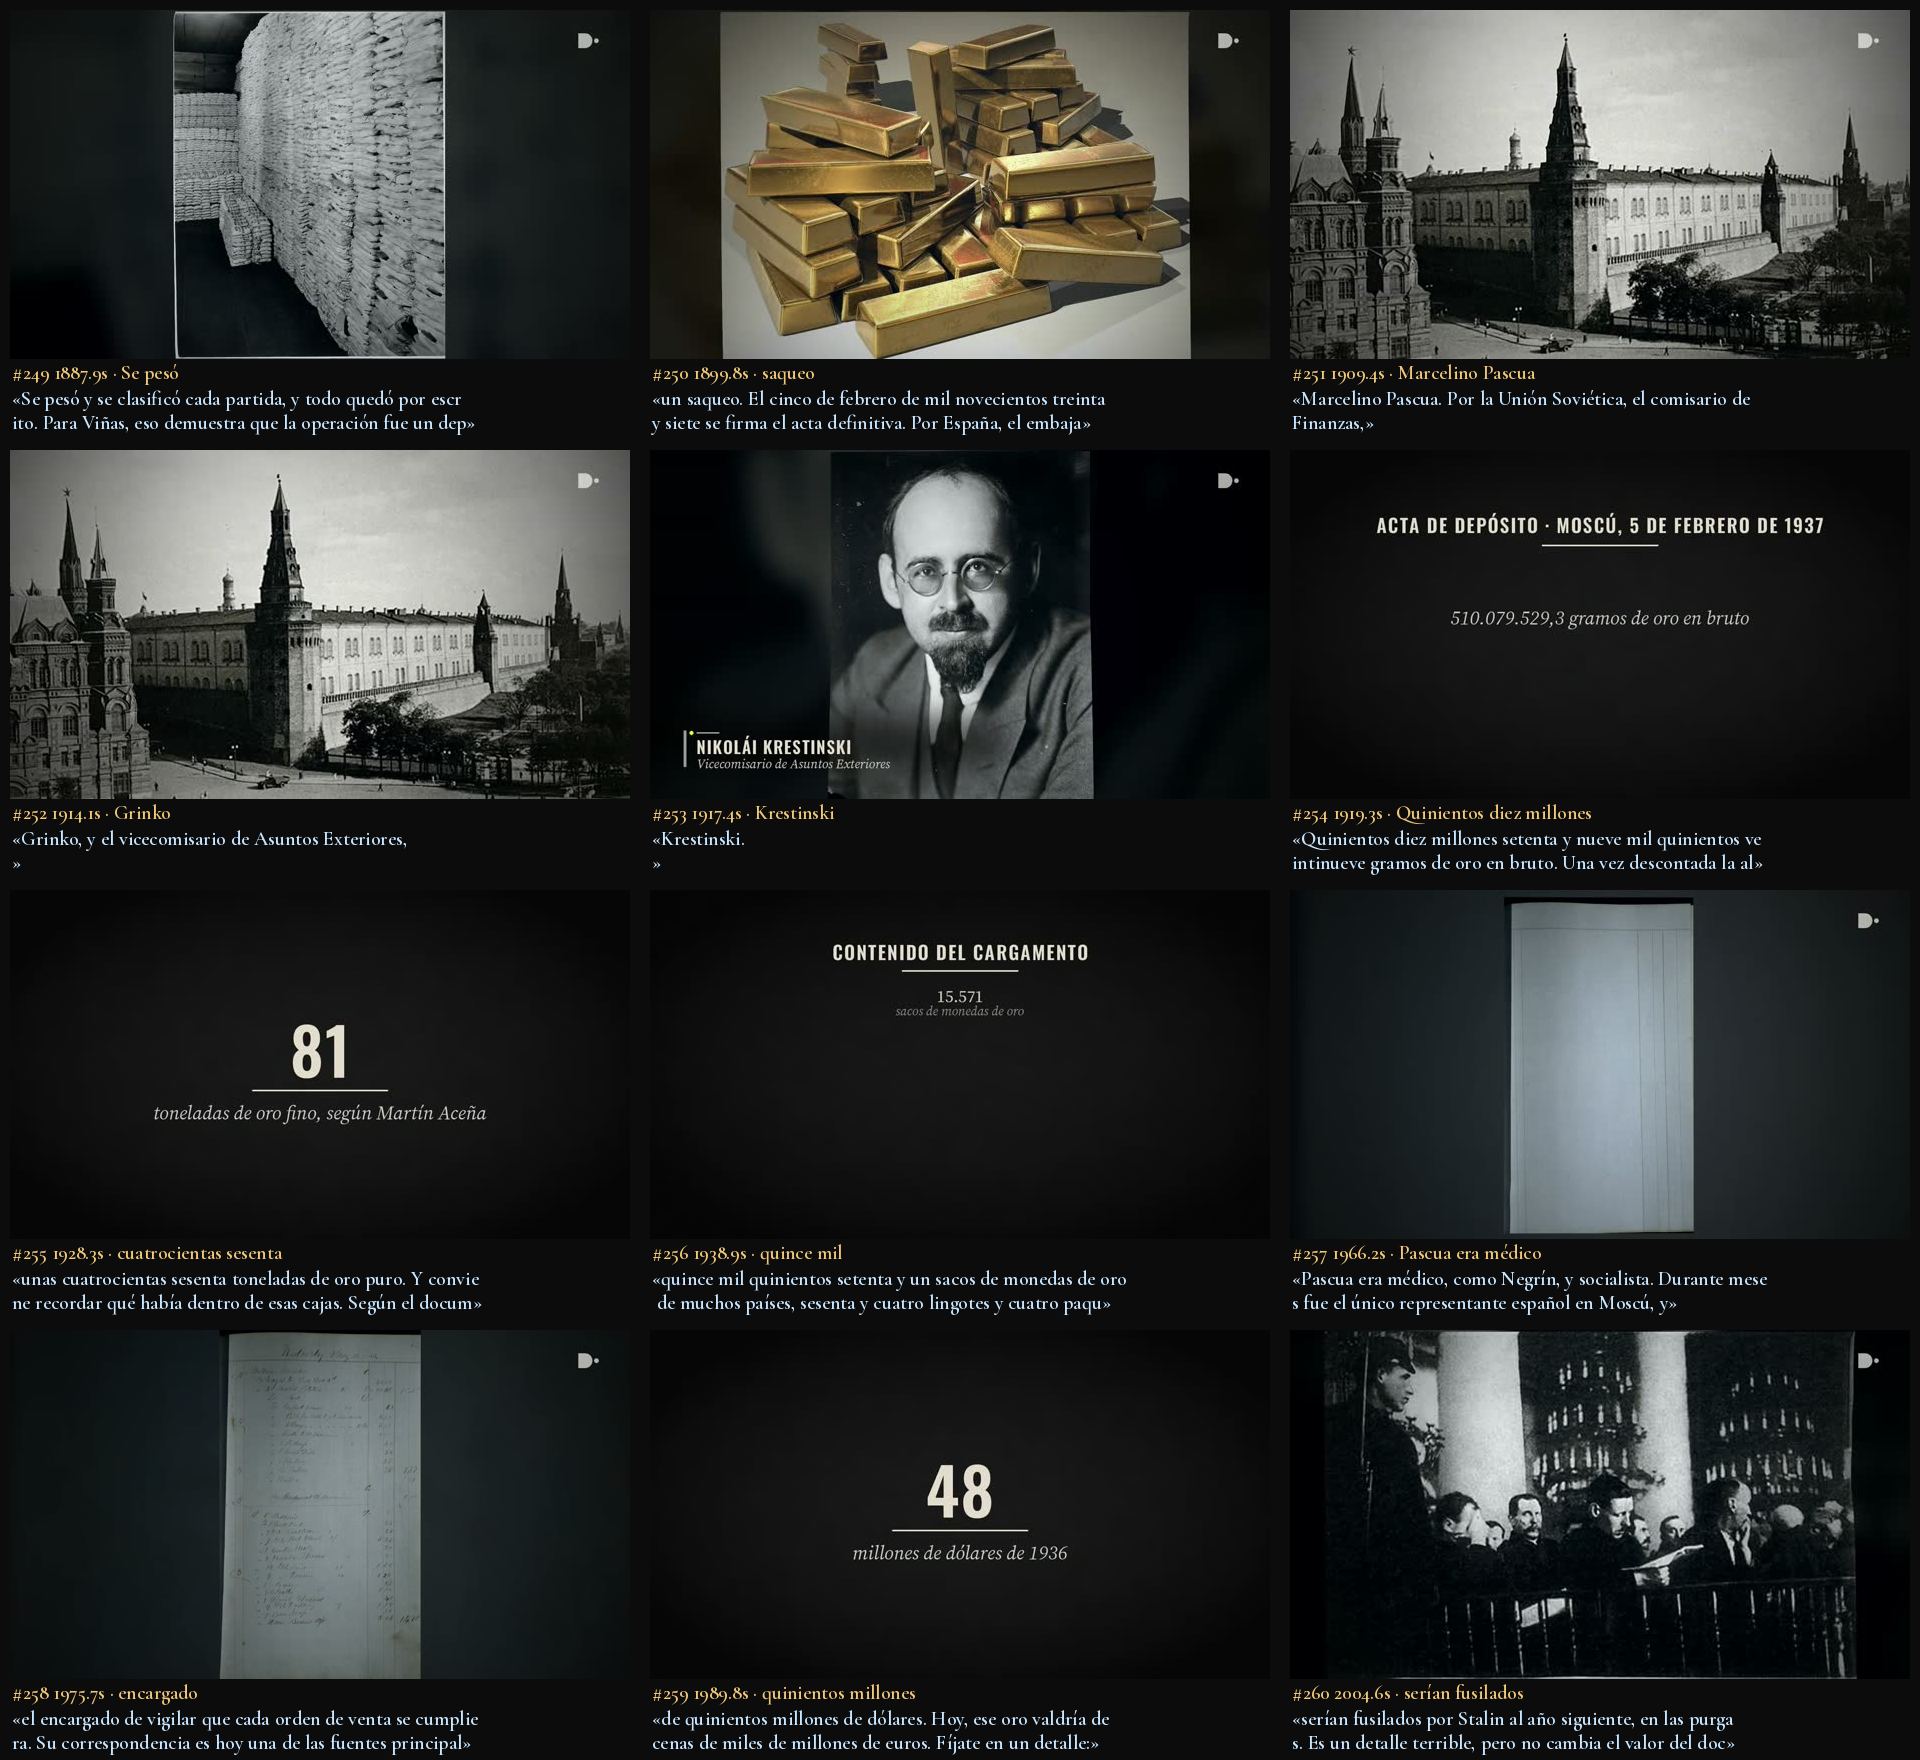 #249 1887.9s · Se pesó
«Se pesó y se clasificó cada partida, y todo quedó por escr
ito. Para Viñas, eso demuestra que la operación fue un dep»
#250 1899.8s · saqueo
«un saqueo. El cinco de febrero de mil novecientos treinta
y siete se firma el acta definitiva. Por España, el embaja»
#251 1909.4s · Marcelino Pascua
«Marcelino Pascua. Por la Unión Soviética, el comisario de
Finanzas,»
#252 1914.1s · Grinko
«Grinko, y el vicecomisario de Asuntos Exteriores,
»
NIKOLÁI KRESTINSKI
Vicecomisario de Asuntos Exteriores
#253 1917.4s · Krestinski
«Krestinski.
»
ACTA DE DEPÓSITO · MOSCÚ, 5 DE FEBRERO DE 1937
510.079.529,3 gramos de oro en bruto
#254 1919.3s · Quinientos diez millones
«Quinientos diez millones setenta y nueve mil quinientos ve
intinueve gramos de oro en bruto. Una vez descontada la al»
81
toneladas de oro fino, según Martín Aceña
#255 1928.3s · cuatrocientas sesenta
«unas cuatrocientas sesenta toneladas de oro puro. Y convie
ne recordar qué había dentro de esas cajas. Según el docum»
CONTENIDO DEL CARGAMENTO
15.571
sacos de monedas de oro
#256 1938.9s · quince mil
«quince mil quinientos setenta y un sacos de monedas de oro
de muchos países, sesenta y cuatro lingotes y cuatro paqu»
#257 1966.2s · Pascua era médico
«Pascua era médico, como Negrín, y socialista. Durante mese
s fue el único representante español en Moscú, y»
#258 1975.7s · encargado
«el encargado de vigilar que cada orden de venta se cumplie
ra. Su correspondencia es hoy una de las fuentes principal»
48
millones de dólares de 1936
#259 1989.8s · quinientos millones
«de quinientos millones de dólares. Hoy, ese oro valdría de
cenas de miles de millones de euros. Fíjate en un detalle:»
#260 2004.6s · serían fusilados
«serían fusilados por Stalin al año siguiente, en las purga
s. Es un detalle terrible, pero no cambia el valor del doc»